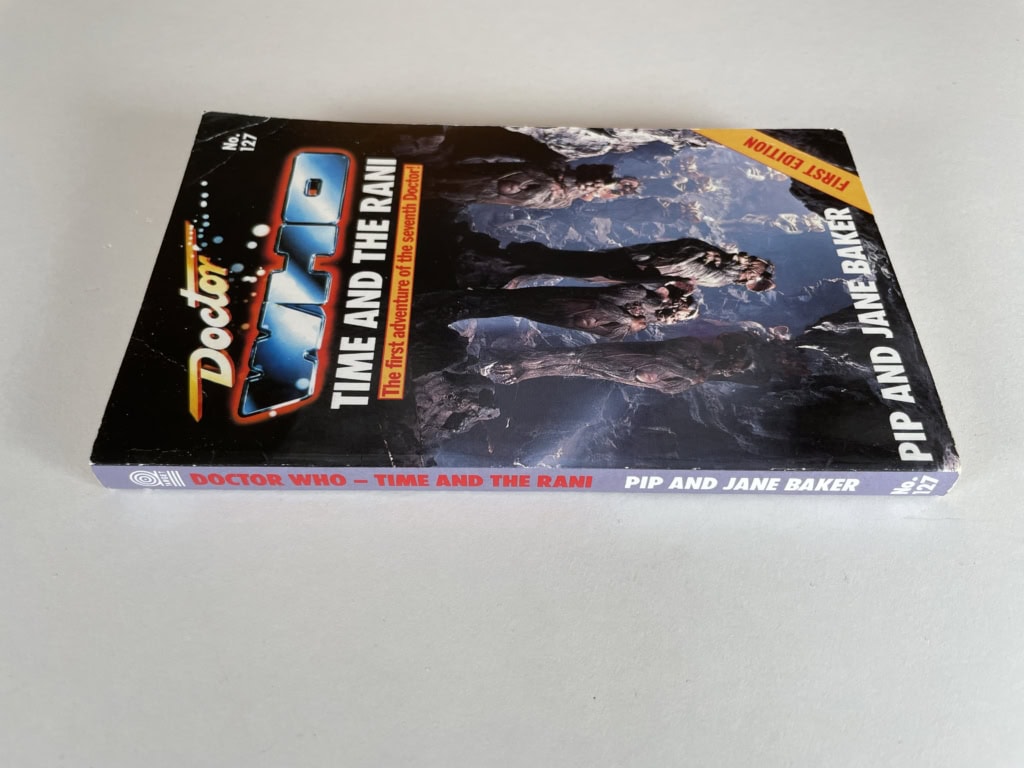 No.
127
Doctor
WHO
TIME AND THE RANI
The first adventure of the seventh Doctor!
FIRST EDITION
PIP AND JANE BAKER
DOCTOR WHO – TIME AND THE RANI PIP AND JANE BAKER No.
127